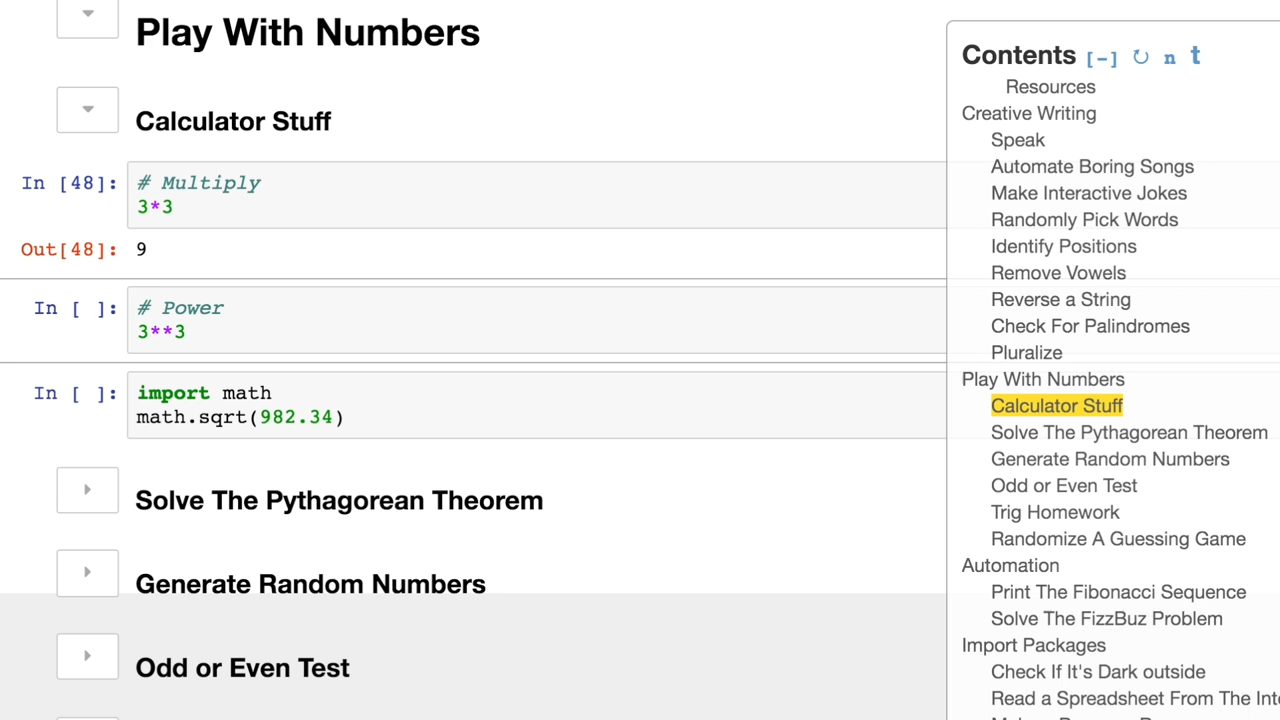 Play With Numbers
Calculator Stuff
In [48]: # Multiply
3*3
Out[48]: 9
In [ ]: # Power
3**3
In [ ]: import math
math.sqrt(982.34)
Solve The Pythagorean Theorem
Generate Random Numbers
Odd or Even Test
Contents [-] ↻ n t
Resources
Creative Writing
Speak
Automate Boring Songs
Make Interactive Jokes
Randomly Pick Words
Identify Positions
Remove Vowels
Reverse a String
Check For Palindromes
Pluralize
Play With Numbers
Calculator Stuff
Solve The Pythagorean Theorem
Generate Random Numbers
Odd or Even Test
Trig Homework
Randomize A Guessing Game
Automation
Print The Fibonacci Sequence
Solve The FizzBuz Problem
Import Packages
Check If It's Dark outside
Read a Spreadsheet From The Inte